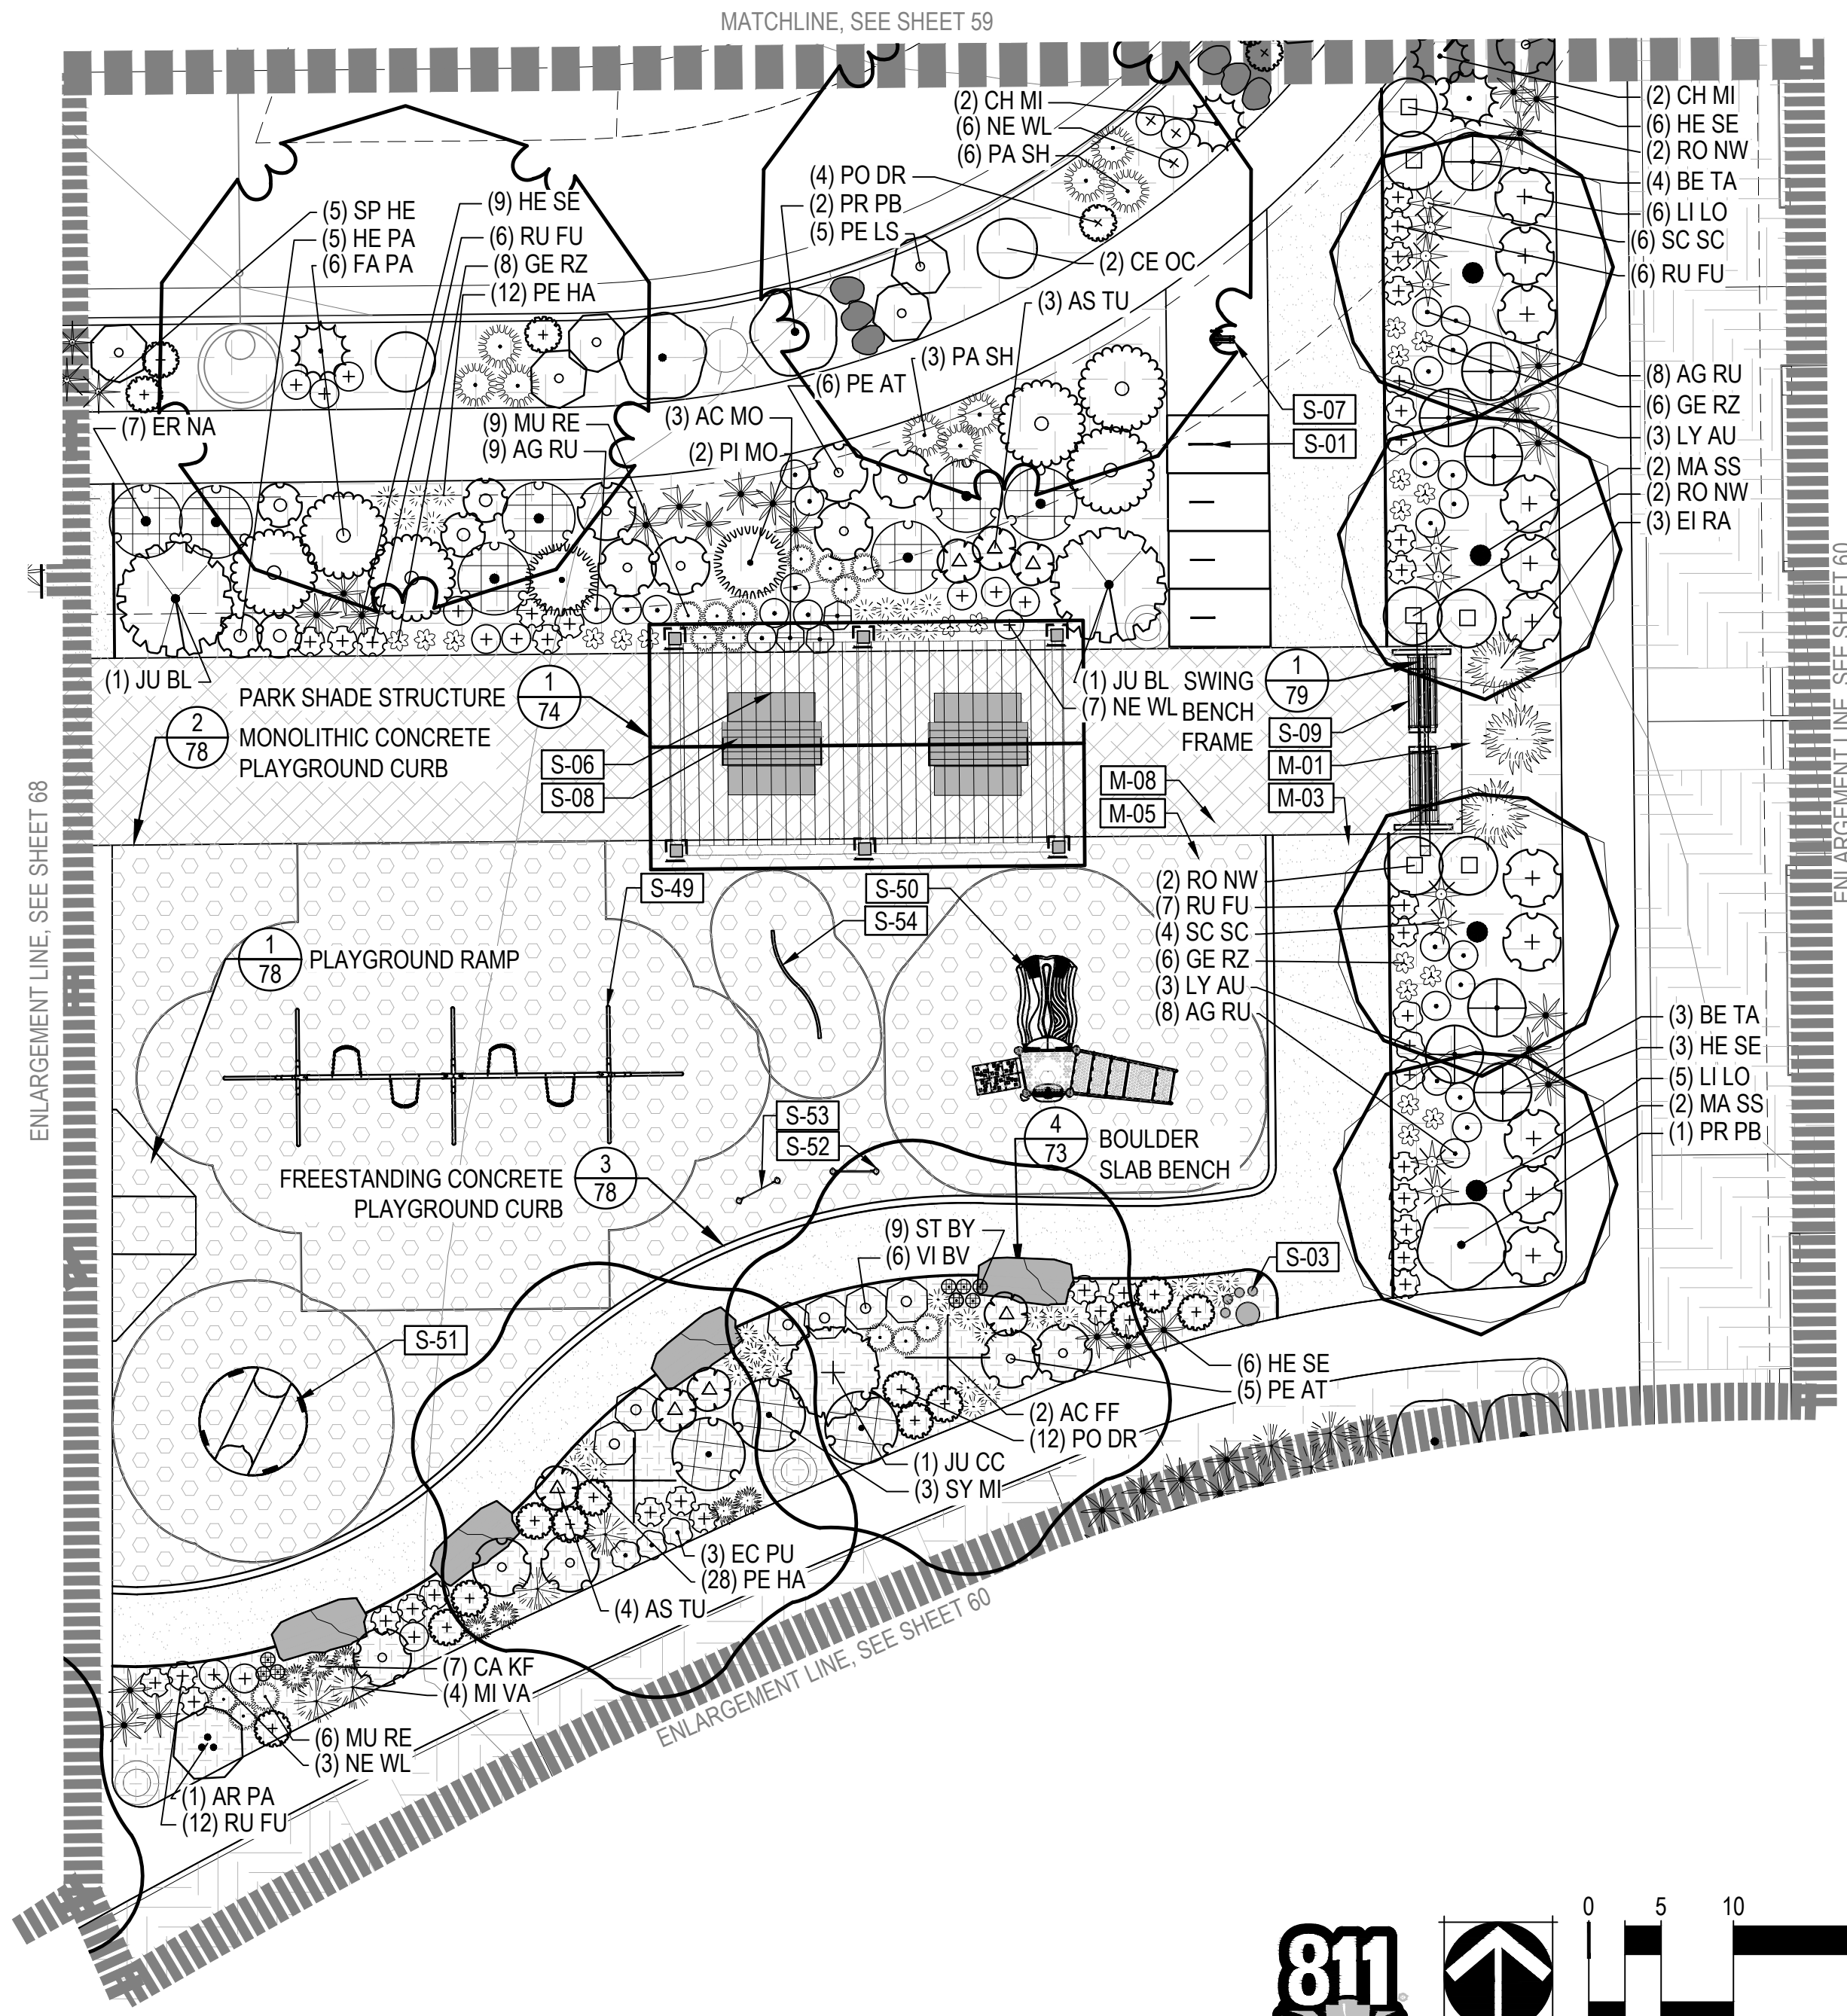 MATCHLINE, SEE SHEET 59
(2) CH MI
(6) NE WL
(6) PA SH
(4) PO DR
(2) PR PB
(5) PE LS
(2) CE OC
(3) AS TU
(3) PA SH
(6) PE AT
(5) SP HE
(5) HE PA
(6) FA PA
(9) HE SE
(6) RU FU
(8) GE RZ
(12) PE HA
(7) ER NA
(9) MU RE
(9) AG RU
(3) AC MO
(2) PI MO
(2) CH MI
(6) HE SE
(2) RO NW
(4) BE TA
(6) LI LO
(6) SC SC
(6) RU FU
(8) AG RU
(6) GE RZ
(3) LY AU
(2) MA SS
(2) RO NW
(3) EI RA
S-07
S-01
(1) JU BL
PARK SHADE STRUCTURE
1
74
2
78
MONOLITHIC CONCRETE
PLAYGROUND CURB
S-06
S-08
(1) JU BL
(7) NE WL
SWING
BENCH
FRAME
1
79
S-09
M-01
M-03
M-08
M-05
ENLARGEMENT LINE, SEE SHEET 68
ENLARGEMENT LINE, SEE SHEET 60
S-49
S-50
S-54
1
78
PLAYGROUND RAMP
(2) RO NW
(7) RU FU
(4) SC SC
(6) GE RZ
(3) LY AU
(8) AG RU
(3) BE TA
(3) HE SE
(5) LI LO
(2) MA SS
(1) PR PB
S-53
S-52
4
73
BOULDER
SLAB BENCH
FREESTANDING CONCRETE
PLAYGROUND CURB
3
78
(9) ST BY
(6) VI BV
S-03
S-51
(6) HE SE
(5) PE AT
(2) AC FF
(12) PO DR
(1) JU CC
(3) SY MI
(3) EC PU
(28) PE HA
(4) AS TU
ENLARGEMENT LINE, SEE SHEET 60
(7) CA KF
(4) MI VA
(6) MU RE
(3) NE WL
(1) AR PA
(12) RU FU
811
0 5 10